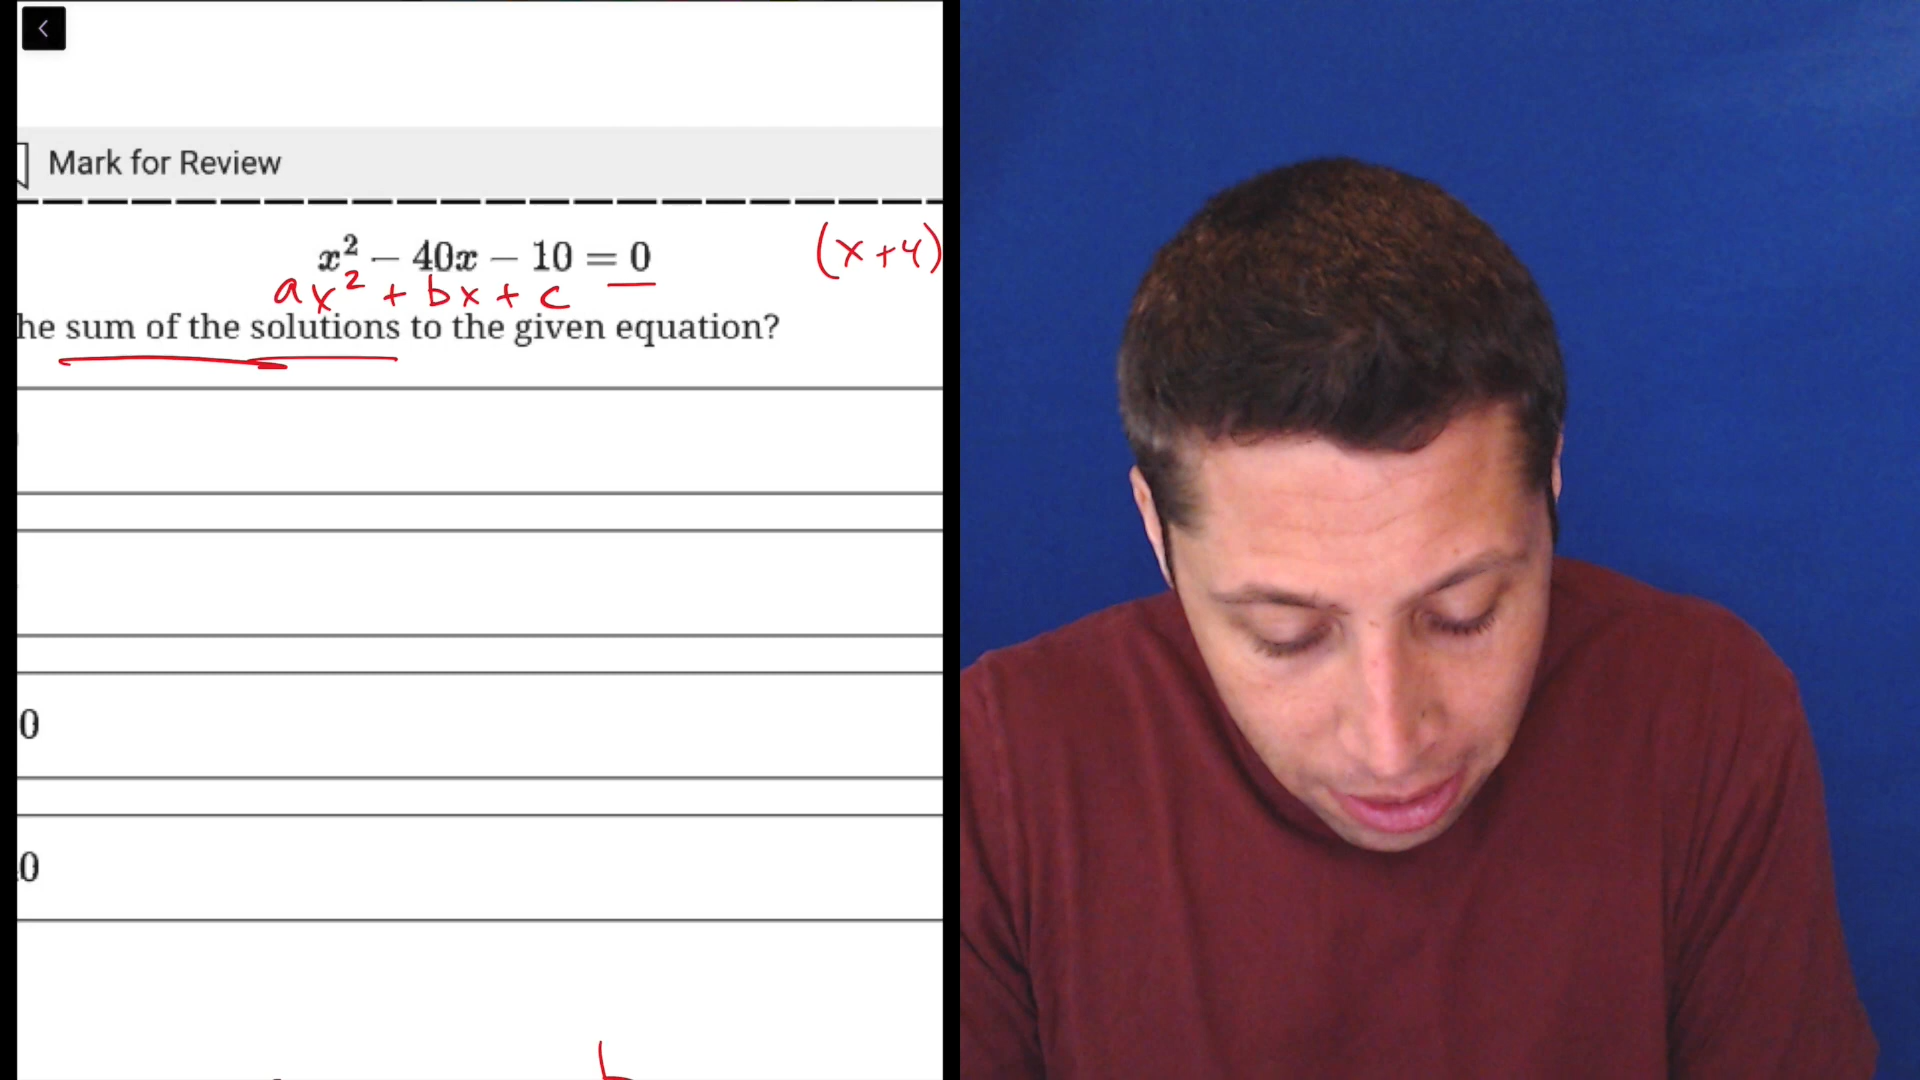 Mark for Review
x² − 40x − 10 = 0
(x+4)
ax² + bx + c
he sum of the solutions to the given equation?
0
0
b